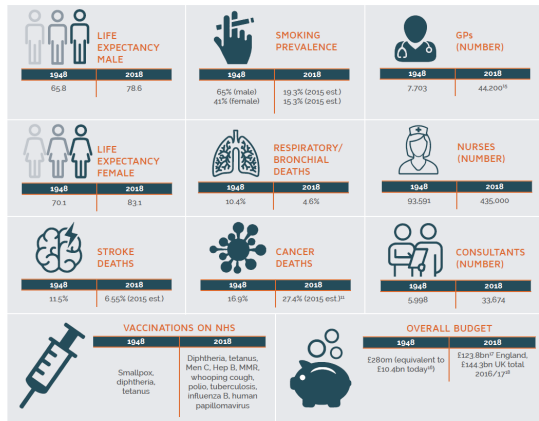 LIFE
EXPECTANCY
MALE
1948 2018
65.8 78.6
SMOKING
PREVALENCE
1948 2018
65% (male) 19.3% (2015 est.)
41% (female) 15.3% (2015 est.)
GPs
(NUMBER)
1948 2018
7,703 44,200¹⁵
LIFE
EXPECTANCY
FEMALE
1948 2018
70.1 83.1
RESPIRATORY/
BRONCHIAL
DEATHS
1948 2018
10.4% 4.6%
NURSES
(NUMBER)
1948 2018
93,591 435,000
STROKE
DEATHS
1948 2018
11.5% 6.55% (2015 est.)
CANCER
DEATHS
1948 2018
16.9% 27.4% (2015 est.)
CONSULTANTS
(NUMBER)
1948 2018
5,998 33,674
VACCINATIONS ON NHS
1948 2018
Smallpox,
diphtheria,
tetanus
Diphtheria, tetanus,
Men C, Hep B, MMR,
whooping cough,
polio, tuberculosis,
influenza B, human
papillomavirus
OVERALL BUDGET
1948 2018
£280m (equivalent to
£10.4bn today¹⁶)
£123.8bn¹⁷ England,
£144.3bn UK total
2016/17¹⁸